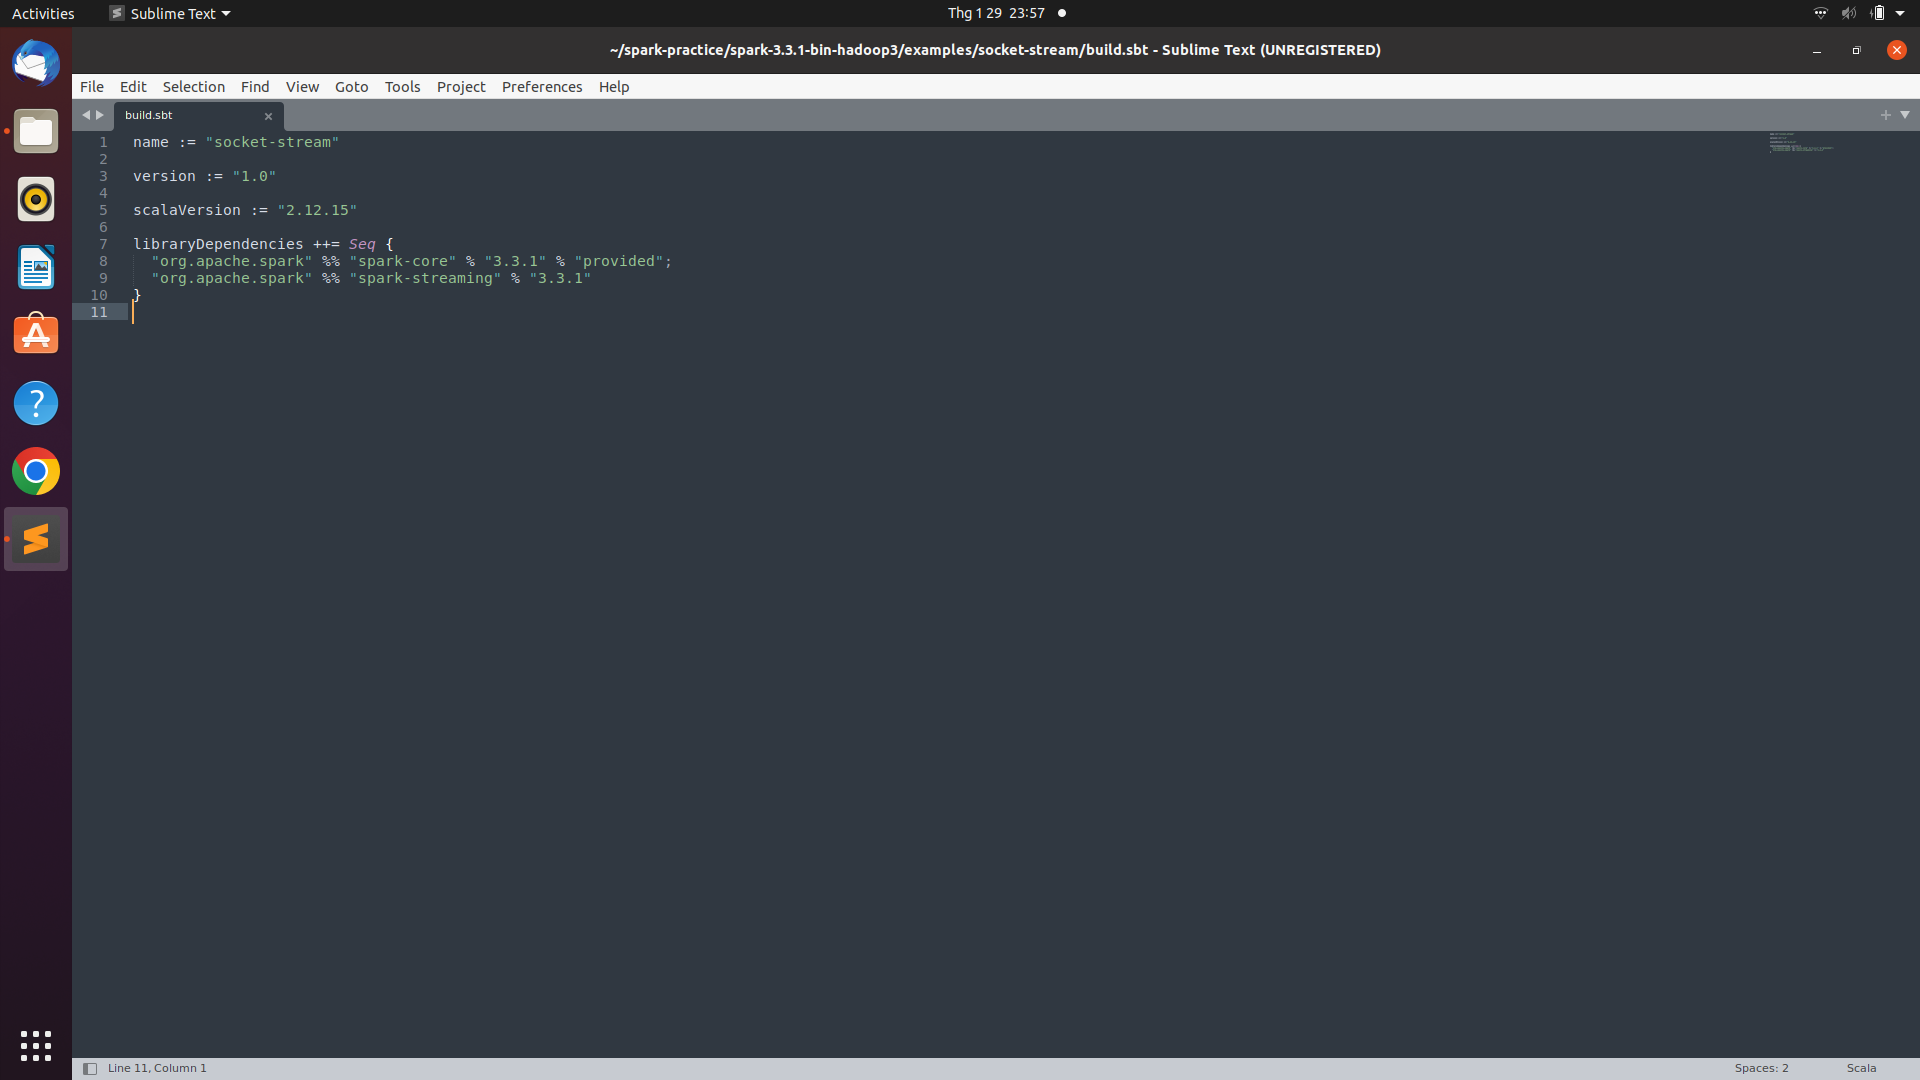 Activities
Sublime Text
Thg 1 29 23:57
~/spark-practice/spark-3.3.1-bin-hadoop3/examples/socket-stream/build.sbt - Sublime Text (UNREGISTERED)
File Edit Selection Find View Goto Tools Project Preferences Help
build.sbt
1 name := "socket-stream"
2
3 version := "1.0"
4
5 scalaVersion := "2.12.15"
6
7 libraryDependencies ++= Seq {
8 "org.apache.spark" %% "spark-core" % "3.3.1" % "provided";
9 "org.apache.spark" %% "spark-streaming" % "3.3.1"
10 }
11
Line 11, Column 1
Spaces: 2
Scala